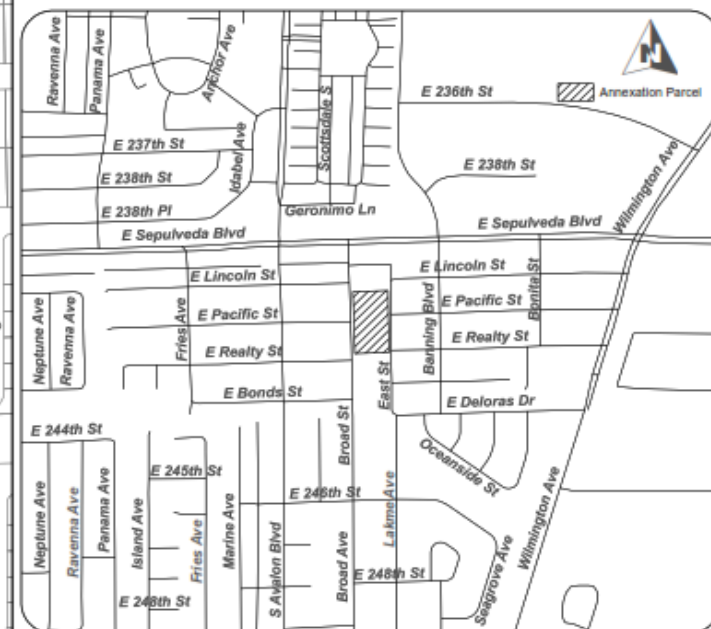 N
Annexation Parcel
Ravenna Ave
Panama Ave
Anchor Ave
Scottsdale S
E 236th St
E 237th St
Idabel Ave
E 238th St
E 238th St
Wilmington Ave
E 238th Pl
Geronimo Ln
E Sepulveda Blvd
E Sepulveda Blvd
E Lincoln St
E Lincoln St
Neptune Ave
Ravenna Ave
Fries Ave
E Pacific St
Banning Blvd
E Pacific St
Bonita St
E Realty St
E Realty St
East St
E Bonds St
E Deloras Dr
Broad St
E 244th St
Oceanside St
E 245th St
E 246th St
Neptune Ave
Ravenna Ave
Panama Ave
Island Ave
Fries Ave
Marine Ave
S Avalon Blvd
Broad Ave
Lakme Ave
E 248th St
Seagrove Ave
Wilmington Ave
E 248th St